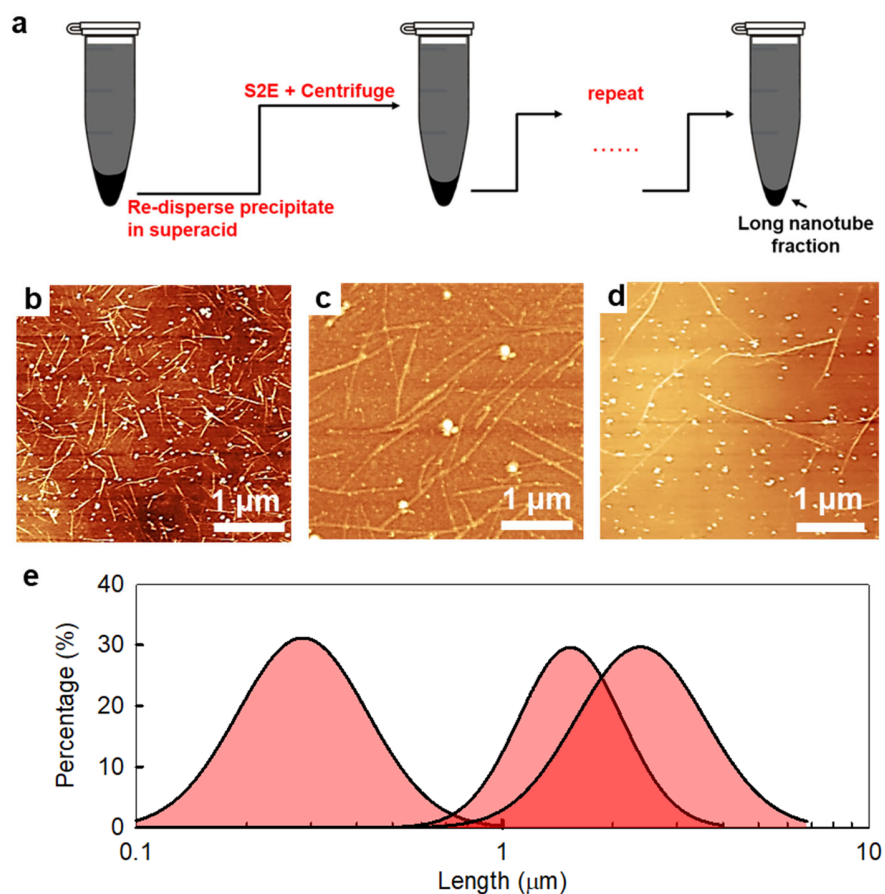 a
S2E + Centrifuge
repeat
......
Re-disperse precipitate
in superacid
Long nanotube
fraction
b
c
d
1 μm
1 μm
1 μm
e
40
30
20
10
0
Percentage (%)
0.1
1
10
Length (μm)